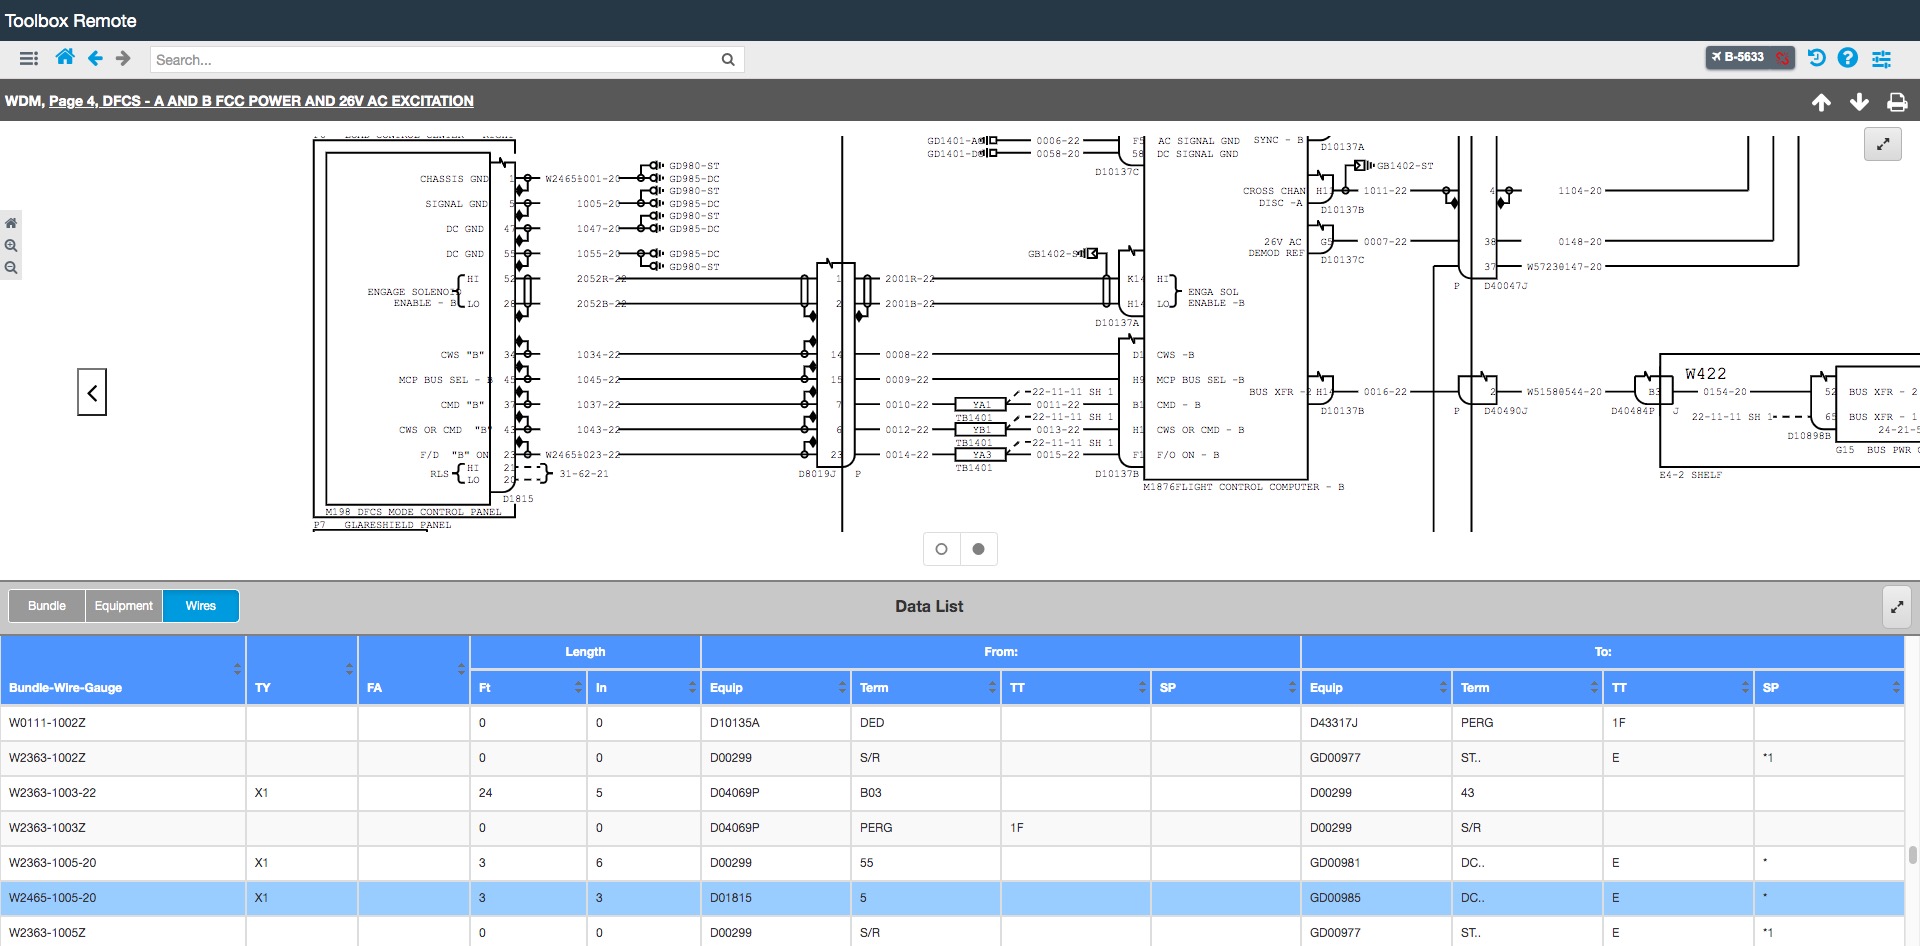 Toolbox Remote
Search...
B-5633
WDM, Page 4, DFCS - A AND B FCC POWER AND 26V AC EXCITATION
CHASSIS GND 1 W2465 1001-20 GD980-ST
GD985-DC
SIGNAL GND 5 1005-20 GD980-ST
GD985-DC
DC GND 47 1047-20 GD980-ST
GD985-DC
DC GND 55 1055-20 GD985-DC
GD980-ST
HI 52 2052R-22 1 2001R-22
ENGAGE SOLENOID
ENABLE - B LO 28 2052B-22 2 2001B-22
CWS "B" 34 1034-22 14 0008-22
MCP BUS SEL - B 45 1045-22 15 0009-22
CMD "B" 37 1037-22 7 0010-22 YA1 0011-22
TB1401
CWS OR CMD "B" 43 1043-22 6 0012-22 YB1 0013-22
TB1401
F/D "B" ON 23 W2465 1023-22 23 0014-22 YA3 0015-22
TB1401
22-11-11 SH 1
22-11-11 SH 1
22-11-11 SH 1
RLS HI 21
LO 20 31-62-21
D8019J P
D1815
M198 DFCS MODE CONTROL PANEL
P7 GLARESHIELD PANEL
GD1401-AC 0006-22 F5 AC SIGNAL GND SYNC - B
GD1401-DC 0058-20 58 DC SIGNAL GND
D10137C
D10137A
GB1402-ST
CROSS CHAN H11 1011-22 4 1104-20
DISC -A
D10137B
26V AC G5 0007-22 38 0148-20
DEMOD REF
D10137C
37 W5723 0147-20
P D40047J
GB1402-ST
K14 HI
ENGA SOL
ENABLE -B
H14 LO
D10137A
D1 CWS -B
H9 MCP BUS SEL -B
B1 CMD - B
H1 CWS OR CMD - B
F1 F/O ON - B
D10137B
BUS XFR -2 H14 0016-22 2 W5158 0544-20 B3 0154-20 52 BUS XFR - 2
D10137B
P D40490J
D40484P J
W422
22-11-11 SH 1 65 BUS XFR - 1
D10898B
24-21-5
G15 BUS PWR
E4-2 SHELF
M1876 FLIGHT CONTROL COMPUTER - B
Bundle Equipment Wires
Data List
Length From: To:
Bundle-Wire-Gauge TY FA Ft In Equip Term TT SP Equip Term TT SP
W0111-1002Z 0 0 D10135A DED D43317J PERG 1F
W2363-1002Z 0 0 D00299 S/R GD00977 ST.. E *1
W2363-1003-22 X1 24 5 D04069P B03 D00299 43
W2363-1003Z 0 0 D04069P PERG 1F D00299 S/R
W2363-1005-20 X1 3 6 D00299 55 GD00981 DC.. E *
W2465-1005-20 X1 3 3 D01815 5 GD00985 DC.. E *
W2363-1005Z 0 0 D00299 S/R GD00977 ST.. E *1